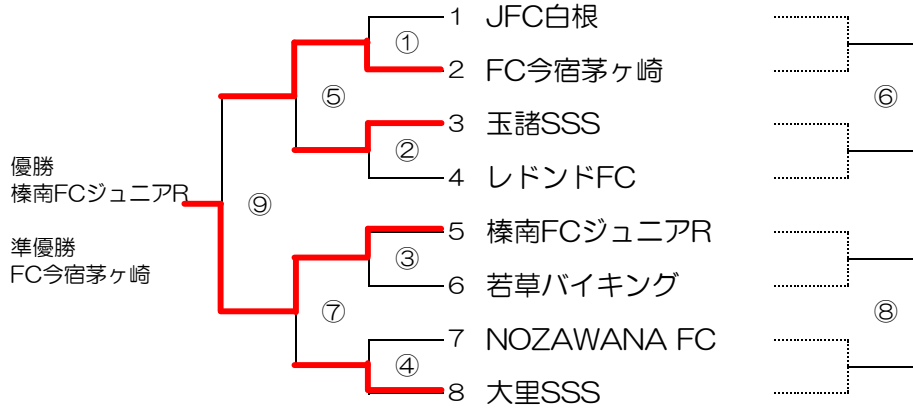 1 JFC白根
①
2 FC今宿茅ヶ崎
⑤
⑥
3 玉諸SSS
②
4 レドンドFC
優勝
榛南FCジュニアR
⑨
5 榛南FCジュニアR
準優勝
FC今宿茅ヶ崎
③
6 若草バイキング
⑦
⑧
7 NOZAWANA FC
④
8 大里SSS